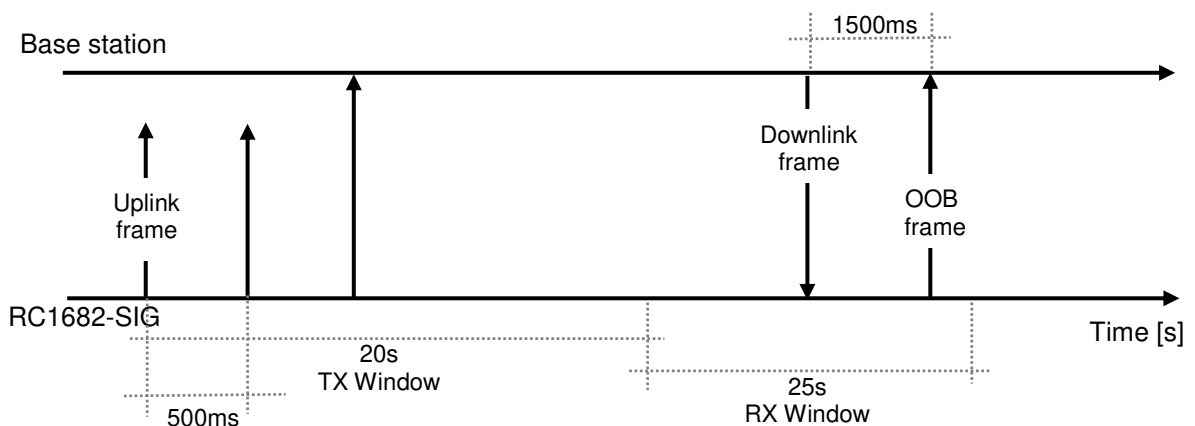 1500ms
Base station
Downlink
frame
Uplink
frame
OOB
frame
RC1682-SIG
Time [s]
20s
TX Window
25s
RX Window
500ms